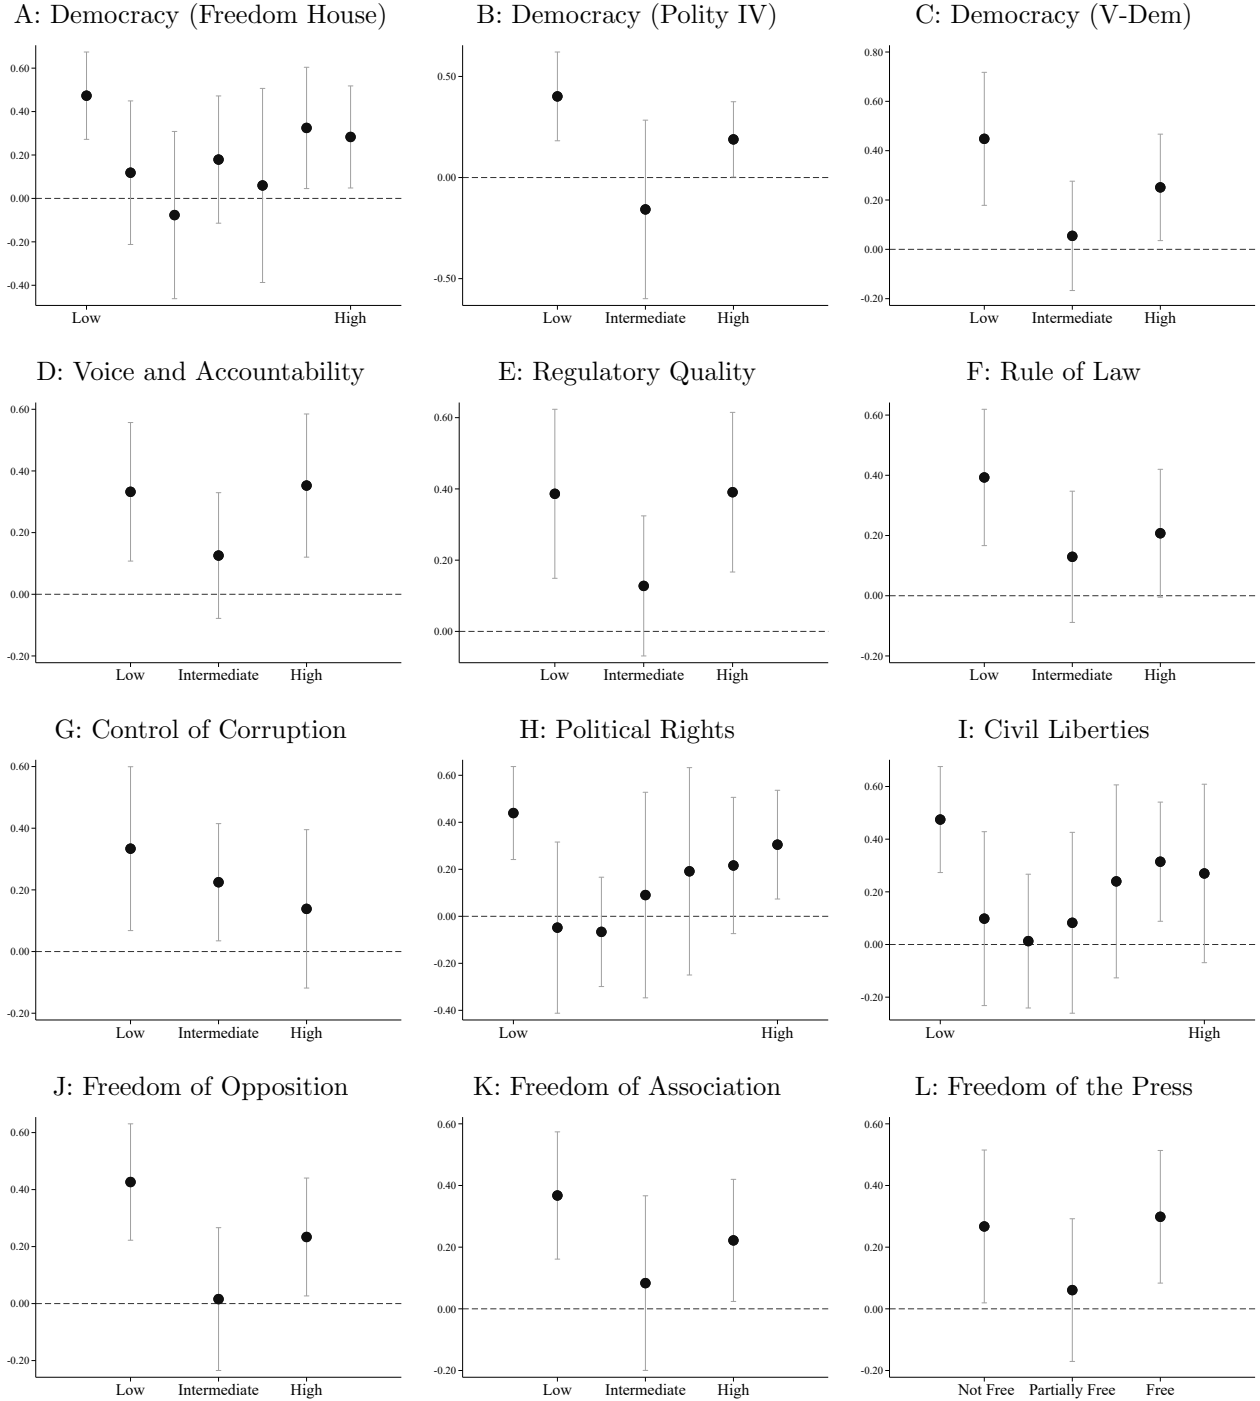 A: Democracy (Freedom House)
0.60
0.40
0.20
0.00
-0.20
-0.40
Low High
B: Democracy (Polity IV)
0.50
0.00
-0.50
Low Intermediate High
C: Democracy (V-Dem)
0.80
0.60
0.40
0.20
0.00
-0.20
Low Intermediate High
D: Voice and Accountability
0.60
0.40
0.20
0.00
-0.20
Low Intermediate High
E: Regulatory Quality
0.60
0.40
0.20
0.00
Low Intermediate High
F: Rule of Law
0.60
0.40
0.20
0.00
-0.20
Low Intermediate High
G: Control of Corruption
0.60
0.40
0.20
0.00
-0.20
Low Intermediate High
H: Political Rights
0.60
0.40
0.20
0.00
-0.20
-0.40
Low High
I: Civil Liberties
0.60
0.40
0.20
0.00
-0.20
Low High
J: Freedom of Opposition
0.60
0.40
0.20
0.00
-0.20
Low Intermediate High
K: Freedom of Association
0.60
0.40
0.20
0.00
-0.20
Low Intermediate High
L: Freedom of the Press
0.60
0.40
0.20
0.00
-0.20
Not Free Partially Free Free